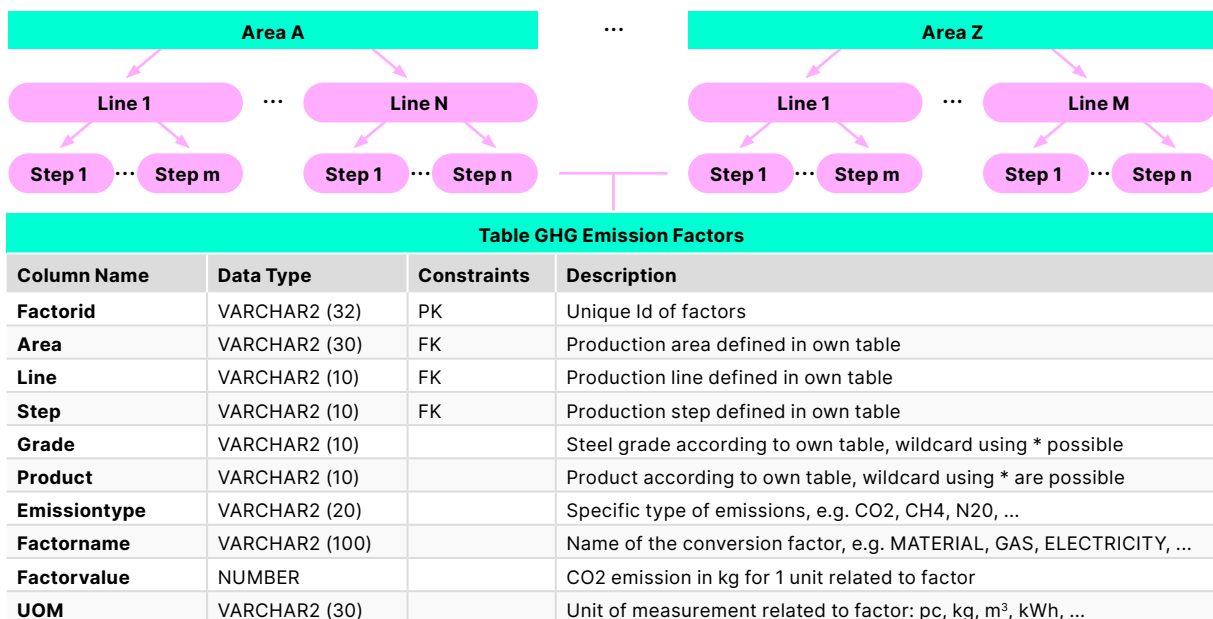 Area A ... Area Z
Line 1 ... Line N Line 1 ... Line M
Step 1 ... Step m Step 1 ... Step n Step 1 ... Step m Step 1 ... Step n
Table GHG Emission Factors
Column Name Data Type Constraints Description
Factorid VARCHAR2 (32) PK Unique Id of factors
Area VARCHAR2 (30) FK Production area defined in own table
Line VARCHAR2 (10) FK Production line defined in own table
Step VARCHAR2 (10) FK Production step defined in own table
Grade VARCHAR2 (10) Steel grade according to own table, wildcard using * possible
Product VARCHAR2 (10) Product according to own table, wildcard using * are possible
Emissiontype VARCHAR2 (20) Specific type of emissions, e.g. CO2, CH4, N20, ...
Factorname VARCHAR2 (100) Name of the conversion factor, e.g. MATERIAL, GAS, ELECTRICITY, ...
Factorvalue NUMBER CO2 emission in kg for 1 unit related to factor
UOM VARCHAR2 (30) Unit of measurement related to factor: pc, kg, m³, kWh, ...